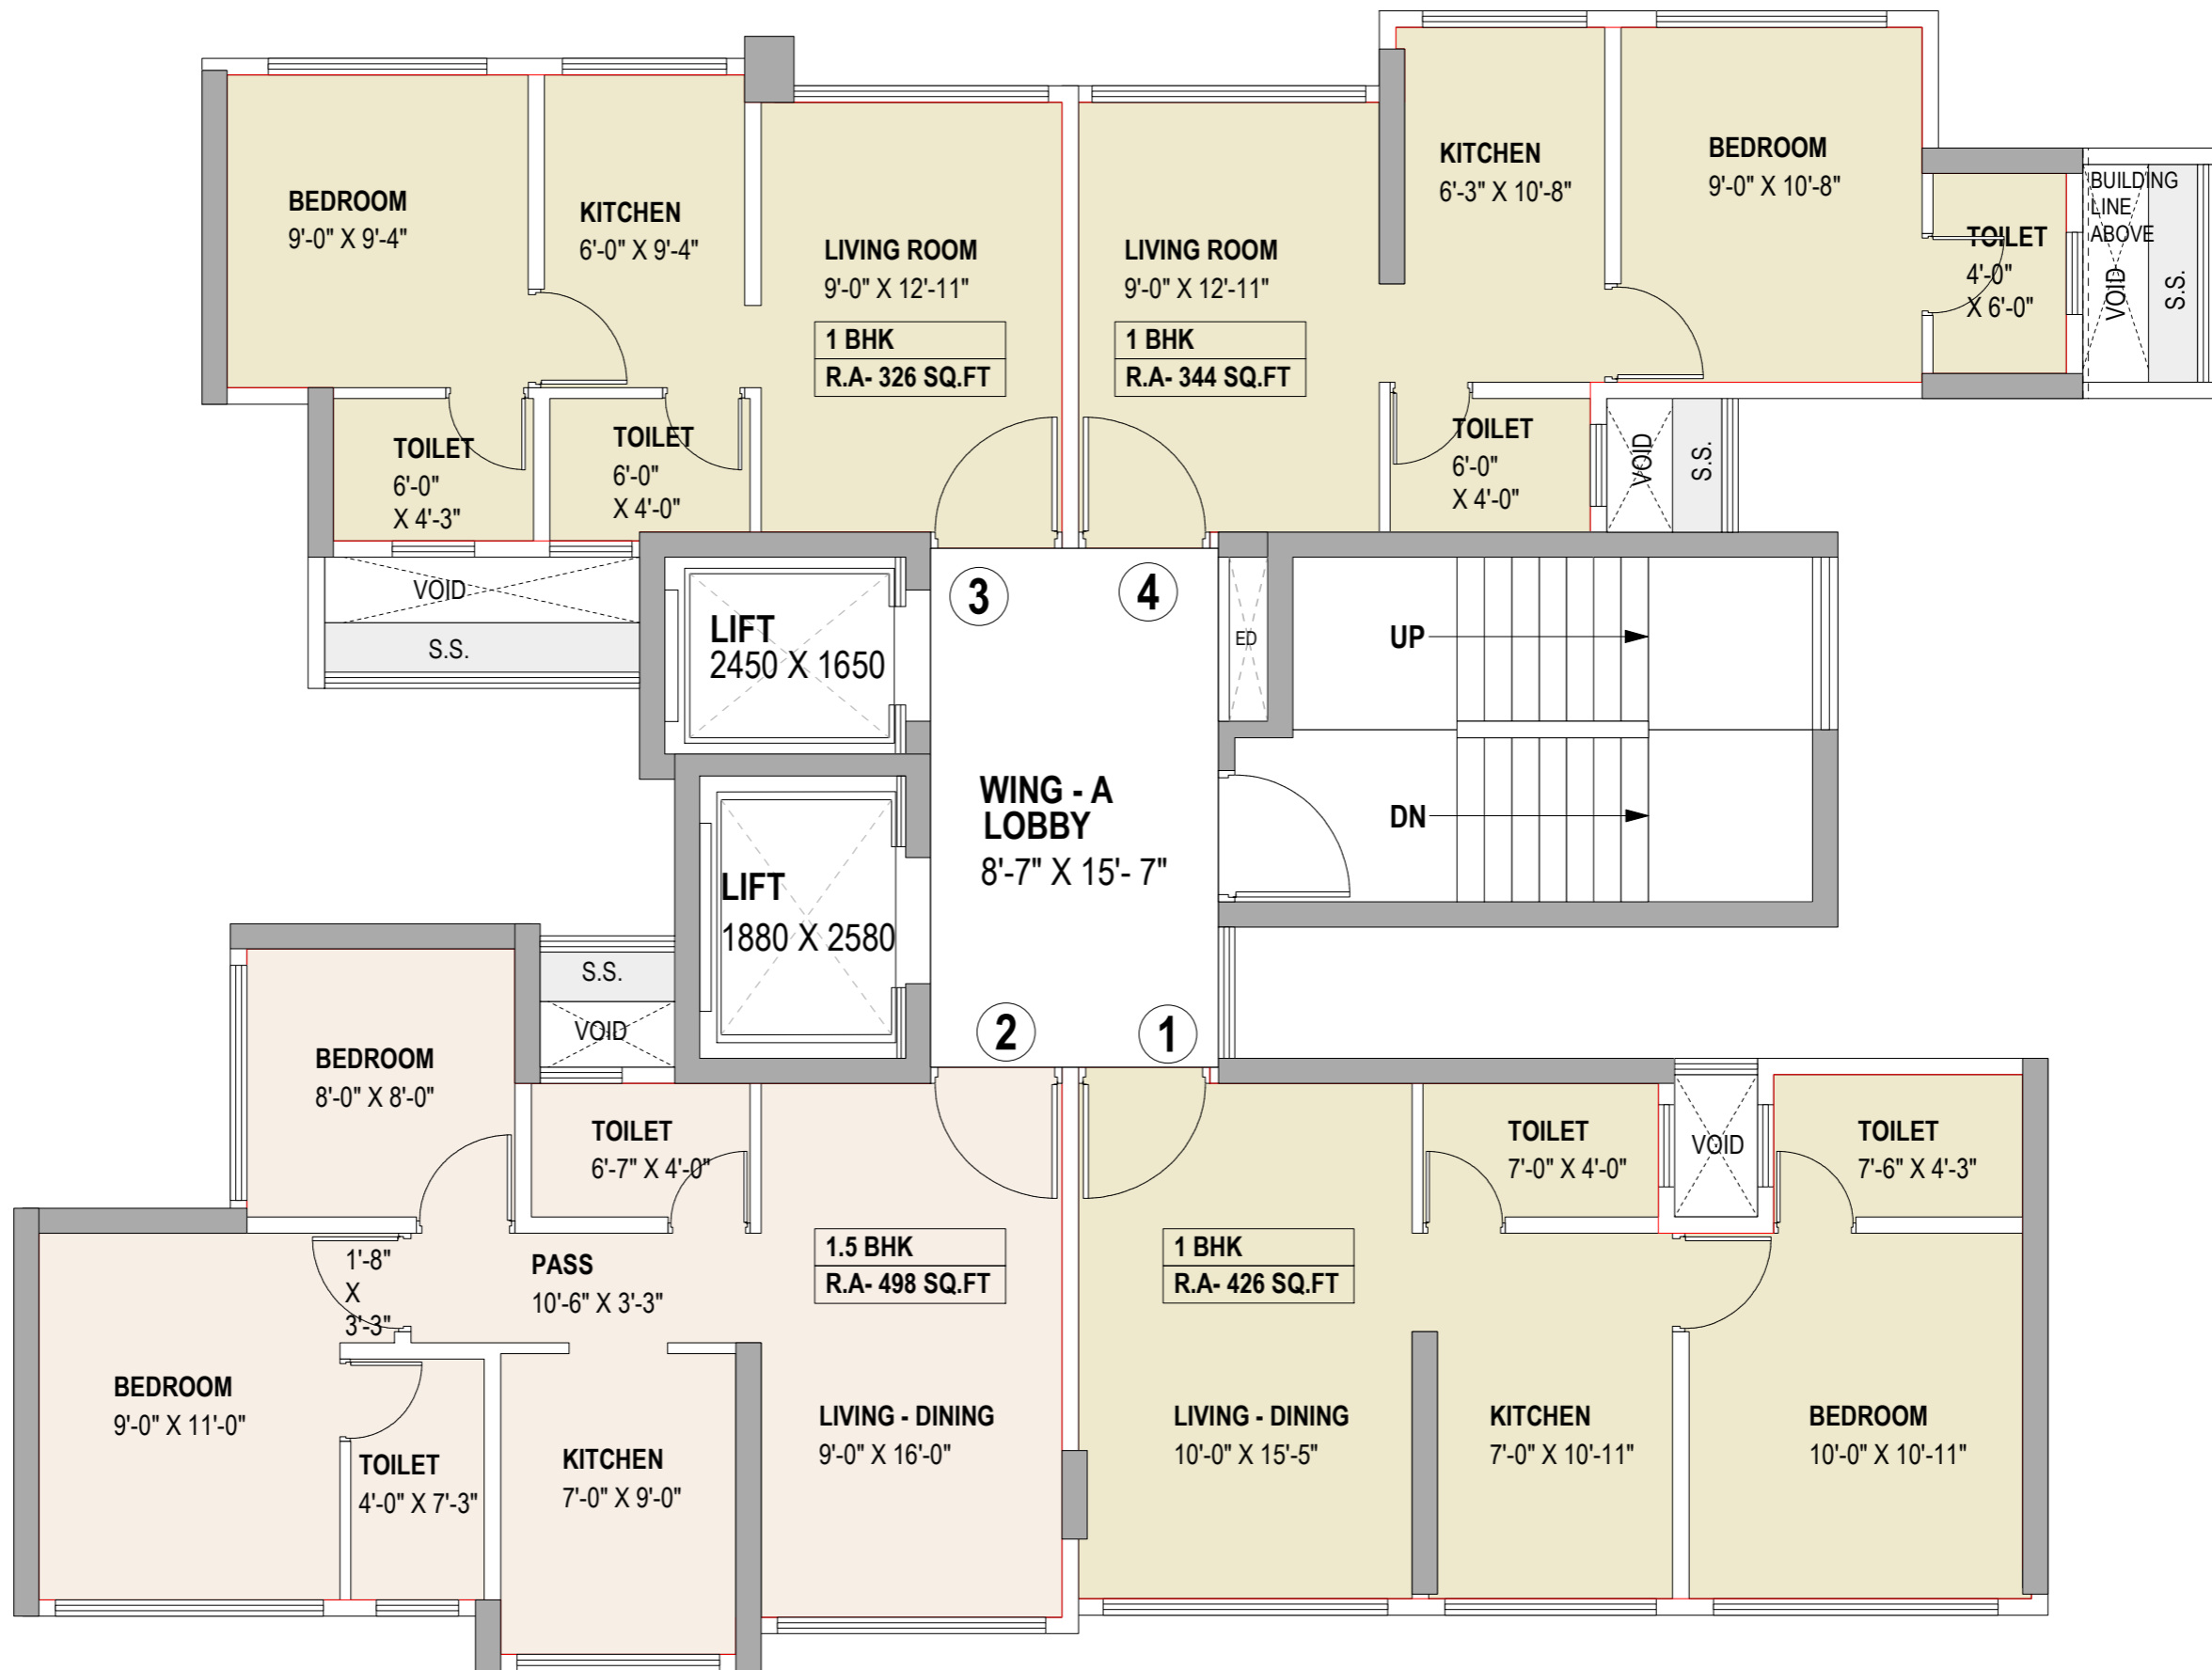 BEDROOM
9'-0" X 9'-4"
KITCHEN
6'-0" X 9'-4"
LIVING ROOM
9'-0" X 12'-11"
1 BHK
R.A- 326 SQ.FT
TOILET
6'-0"
X 4'-3"
TOILET
6'-0"
X 4'-0"
VOID
S.S.
LIVING ROOM
9'-0" X 12'-11"
1 BHK
R.A- 344 SQ.FT
KITCHEN
6'-3" X 10'-8"
BEDROOM
9'-0" X 10'-8"
TOILET
4'-0"
X 6'-0"
BUILDING
LINE
ABOVE
VOID
S.S.
TOILET
6'-0"
X 4'-0"
VOID
S.S.
3
4
LIFT
2450 X 1650
ED
UP
WING - A
LOBBY
8'-7" X 15'- 7"
DN
LIFT
1880 X 2580
2
1
S.S.
VOID
BEDROOM
8'-0" X 8'-0"
TOILET
6'-7" X 4'-0"
1'-8"
X
3'-3"
PASS
10'-6" X 3'-3"
1.5 BHK
R.A- 498 SQ.FT
BEDROOM
9'-0" X 11'-0"
TOILET
4'-0" X 7'-3"
KITCHEN
7'-0" X 9'-0"
LIVING - DINING
9'-0" X 16'-0"
TOILET
7'-0" X 4'-0"
VOID
TOILET
7'-6" X 4'-3"
1 BHK
R.A- 426 SQ.FT
LIVING - DINING
10'-0" X 15'-5"
KITCHEN
7'-0" X 10'-11"
BEDROOM
10'-0" X 10'-11"